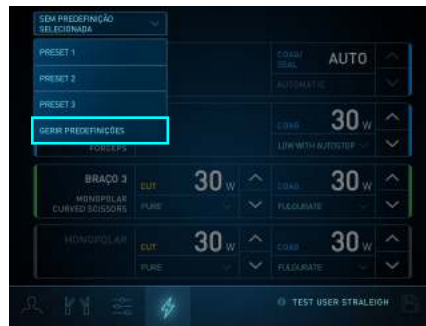 SEM PREDEFINIÇÃO
SELECIONADA
PRESET 1
COAG/
SEAL
AUTO
AUTOMATIC
PRESET 2
PRESET 3
GERIR PREDEFINIÇÕES
COAG
30 W
FORCEPS
LOW WITH AUTOSTOP
BRAÇO 3
MONOPOLAR
CURVED SCISSORS
CUT
30 W
COAG
30 W
PURE
FULGURATE
MONOPOLAR
CUT
30 W
COAG
30 W
PURE
FULGURATE
TEST USER STRALEIGH